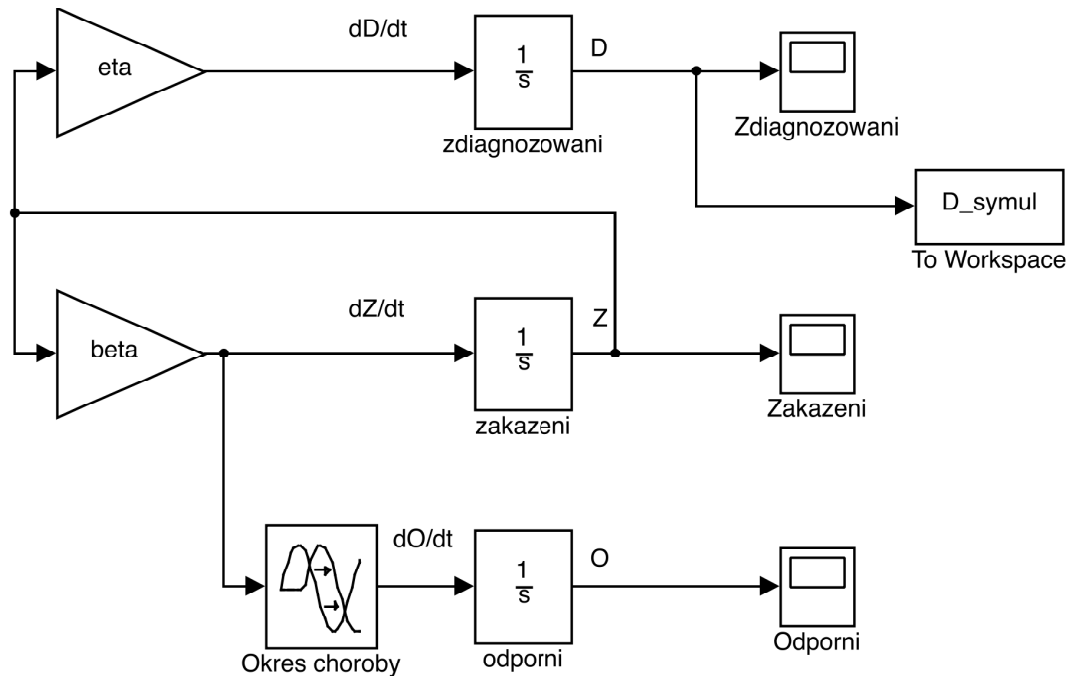 dD/dt
eta
1
s
D
zdiagnozowani
Zdiagnozowani
D_symul
To Workspace
dZ/dt
beta
1
s
Z
zakazeni
Zakazeni
dO/dt
1
s
O
Okres choroby
odporni
Odporni